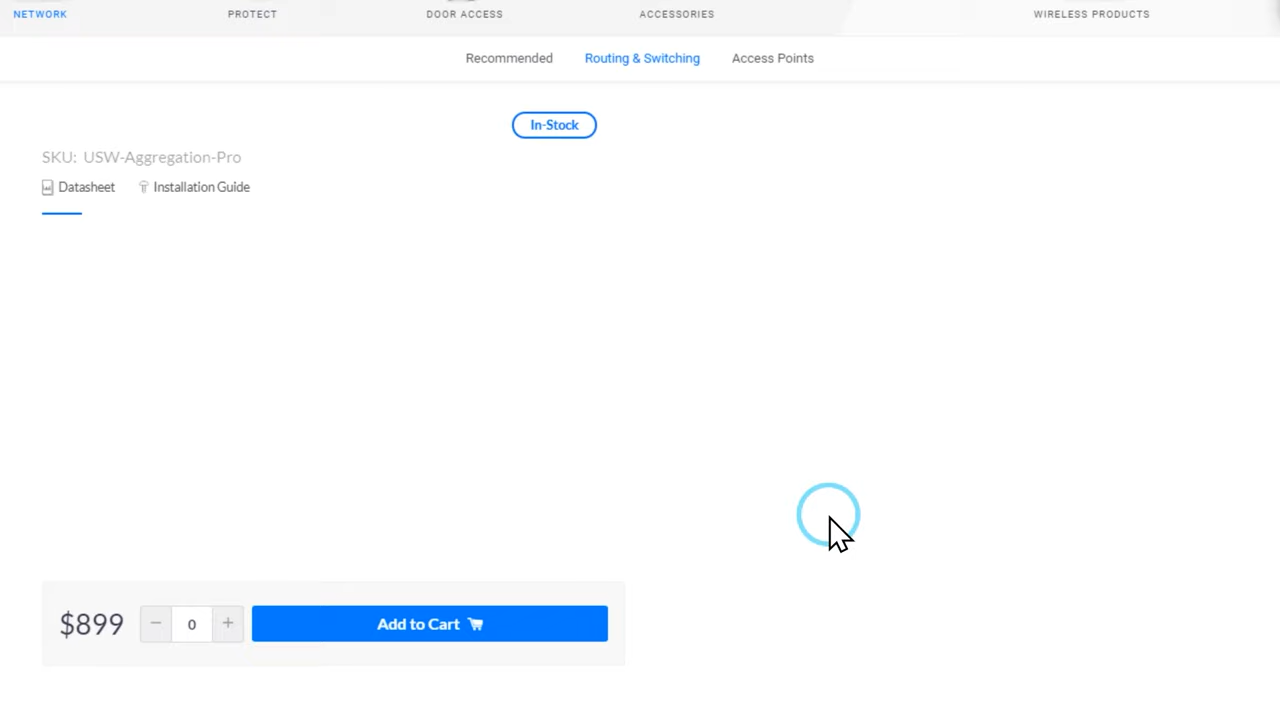 NETWORK PROTECT DOOR ACCESS ACCESSORIES WIRELESS PRODUCTS
Recommended Routing & Switching Access Points
In-Stock
SKU: USW-Aggregation-Pro
Datasheet Installation Guide
$899 − 0 + Add to Cart